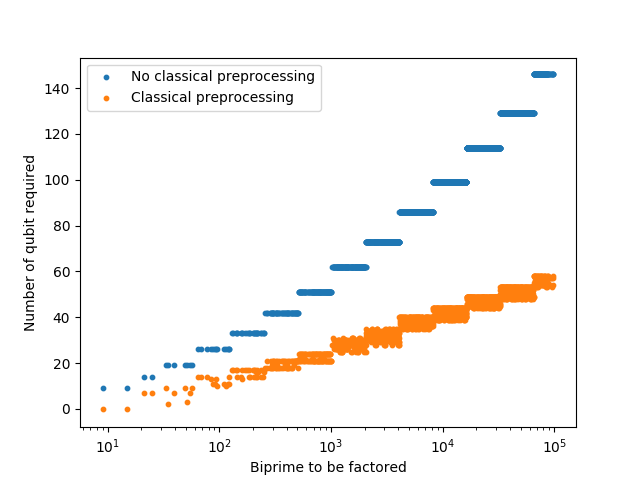 No classical preprocessing
Classical preprocessing
140
120
100
80
60
40
20
0
Number of qubit required
10¹ 10² 10³ 10⁴ 10⁵
Biprime to be factored